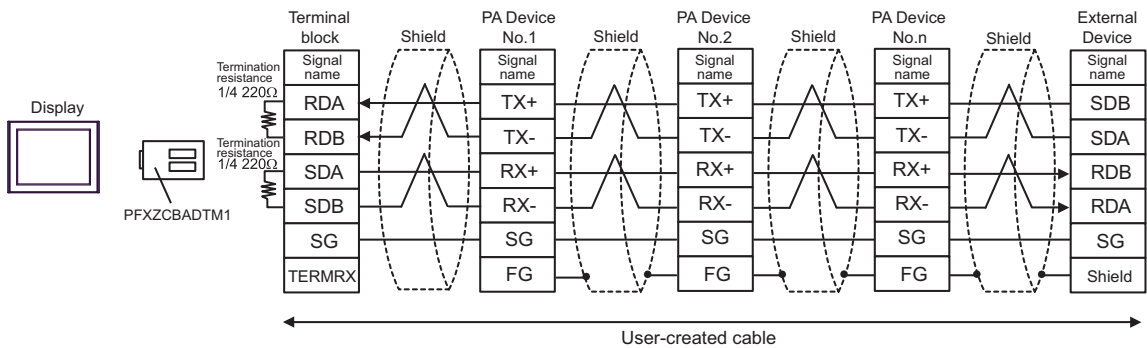 Terminal block
Shield
PA Device No.1
Shield
PA Device No.2
Shield
PA Device No.n
Shield
External Device
Display
PFXZCBADTM1
Termination resistance 1/4 220Ω
Termination resistance 1/4 220Ω
Signal name
Signal name
Signal name
Signal name
Signal name
RDA
TX+
TX+
TX+
SDB
RDB
TX-
TX-
TX-
SDA
SDA
RX+
RX+
RX+
RDB
SDB
RX-
RX-
RX-
RDA
SG
SG
SG
SG
SG
TERMRX
FG
FG
FG
Shield
User-created cable